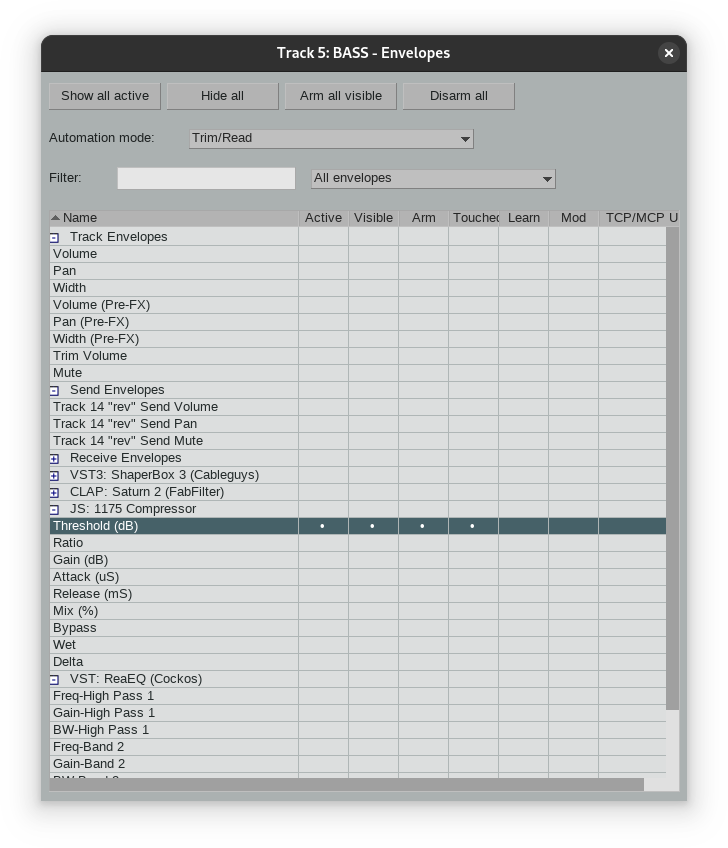 Track 5: BASS - Envelopes
Show all active Hide all Arm all visible Disarm all
Automation mode: Trim/Read
Filter: All envelopes
Name Active Visible Arm Touched Learn Mod TCP/MCP U
Track Envelopes
Volume
Pan
Width
Volume (Pre-FX)
Pan (Pre-FX)
Width (Pre-FX)
Trim Volume
Mute
Send Envelopes
Track 14 "rev" Send Volume
Track 14 "rev" Send Pan
Track 14 "rev" Send Mute
Receive Envelopes
VST3: ShaperBox 3 (Cableguys)
CLAP: Saturn 2 (FabFilter)
JS: 1175 Compressor
Threshold (dB) • • • •
Ratio
Gain (dB)
Attack (uS)
Release (mS)
Mix (%)
Bypass
Wet
Delta
VST: ReaEQ (Cockos)
Freq-High Pass 1
Gain-High Pass 1
BW-High Pass 1
Freq-Band 2
Gain-Band 2